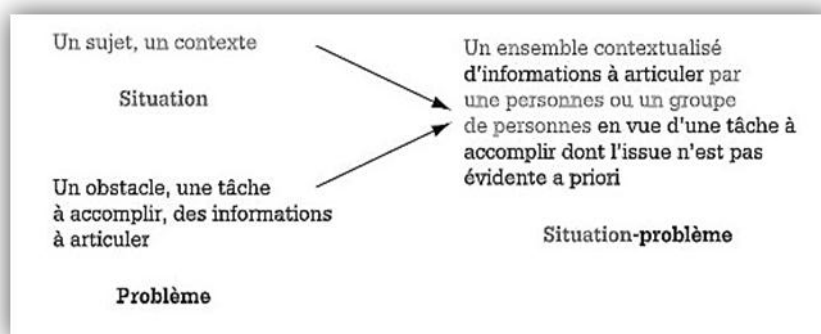 Un sujet, un contexte
Situation
Un obstacle, une tâche
à accomplir, des informations
à articuler
Problème
Un ensemble contextualisé
d'informations à articuler par
une personnes ou un groupe
de personnes en vue d'une tâche à
accomplir dont l'issue n'est pas
évidente a priori
Situation-problème